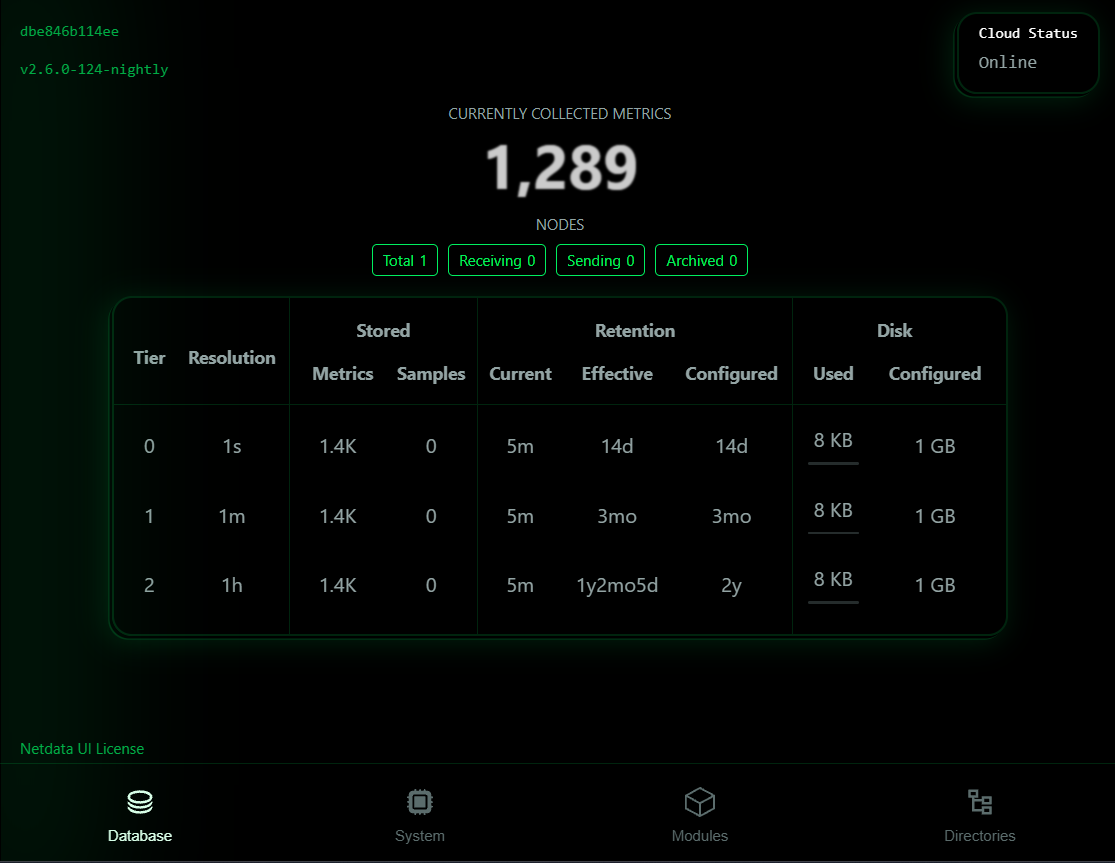 dbe846b114ee
v2.6.0-124-nightly
Cloud Status
Online
CURRENTLY COLLECTED METRICS
1,289
NODES
Total 1 Receiving 0 Sending 0 Archived 0
Stored Retention Disk
Tier Resolution
Metrics Samples Current Effective Configured Used Configured
0 1s 1.4K 0 5m 14d 14d 8 KB 1 GB
1 1m 1.4K 0 5m 3mo 3mo 8 KB 1 GB
2 1h 1.4K 0 5m 1y2mo5d 2y 8 KB 1 GB
Netdata UI License
Database System Modules Directories